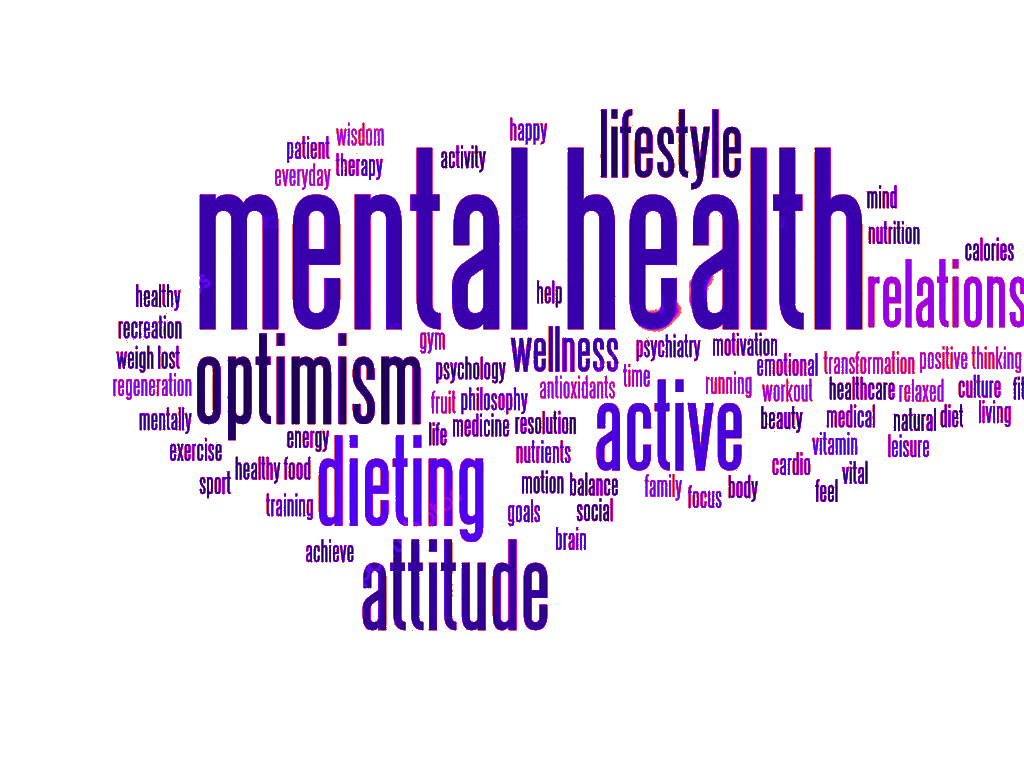 happy
lifestyle
wisdom
patient
activity
therapy
everyday
mental health
mind
nutrition
calories
relations
healthy
help
recreation
gym
wellness
psychiatry
motivation
weigh lost
optimism
psychology
emotional
transformation
positive thinking
regeneration
antioxidants
time
running
workout
healthcare
relaxed
culture
fit
fruit
philosophy
mentally
life
medicine
resolution
active
beauty
medical
natural
diet
living
exercise
energy
nutrients
vitamin
leisure
healthy food
dieting
cardio
vital
sport
motion
balance
family
focus
body
feel
training
goals
social
achieve
brain
attitude